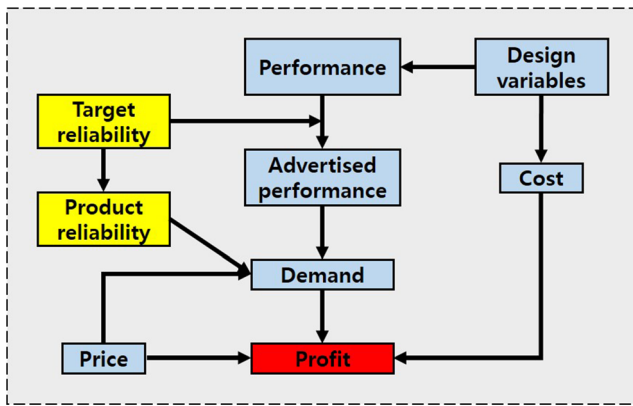 Performance
Design
variables
Target
reliability
Advertised
performance
Cost
Product
reliability
Demand
Price
Profit